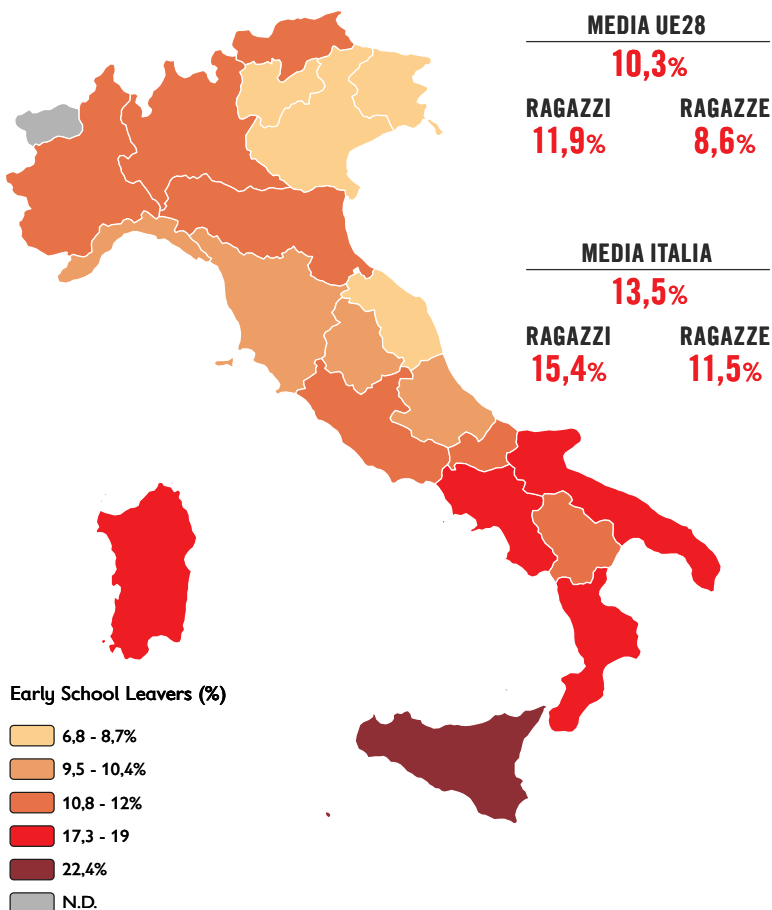 MEDIA UE28
10,3%
RAGAZZI RAGAZZE
11,9% 8,6%
MEDIA ITALIA
13,5%
RAGAZZI RAGAZZE
15,4% 11,5%
Early School Leavers (%)
6,8 - 8,7%
9,5 - 10,4%
10,8 - 12%
17,3 - 19
22,4%
N.D.